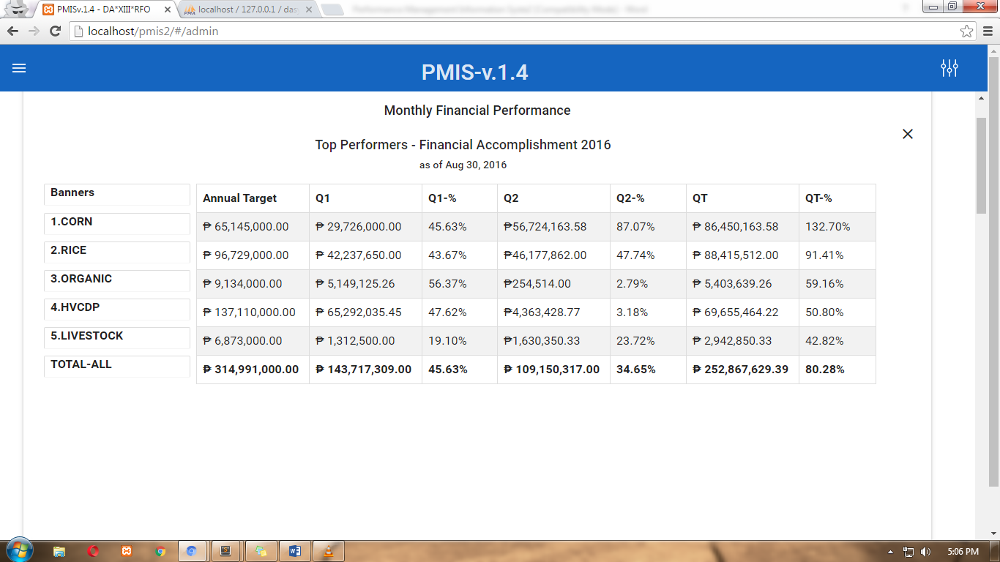 PMISv.1.4 - DA*XIII*RFO
localhost / 127.0.0.1 / das
localhost/pmis2/#/admin
PMIS-v.1.4
Monthly Financial Performance
Top Performers - Financial Accomplishment 2016
as of Aug 30, 2016
Banners Annual Target Q1 Q1-% Q2 Q2-% QT QT-%
1.CORN ₱ 65,145,000.00 ₱ 29,726,000.00 45.63% ₱56,724,163.58 87.07% ₱ 86,450,163.58 132.70%
2.RICE ₱ 96,729,000.00 ₱ 42,237,650.00 43.67% ₱46,177,862.00 47.74% ₱ 88,415,512.00 91.41%
3.ORGANIC ₱ 9,134,000.00 ₱ 5,149,125.26 56.37% ₱254,514.00 2.79% ₱ 5,403,639.26 59.16%
4.HVCDP ₱ 137,110,000.00 ₱ 65,292,035.45 47.62% ₱4,363,428.77 3.18% ₱ 69,655,464.22 50.80%
5.LIVESTOCK ₱ 6,873,000.00 ₱ 1,312,500.00 19.10% ₱1,630,350.33 23.72% ₱ 2,942,850.33 42.82%
TOTAL-ALL ₱ 314,991,000.00 ₱ 143,717,309.00 45.63% ₱ 109,150,317.00 34.65% ₱ 252,867,629.39 80.28%
5:06 PM